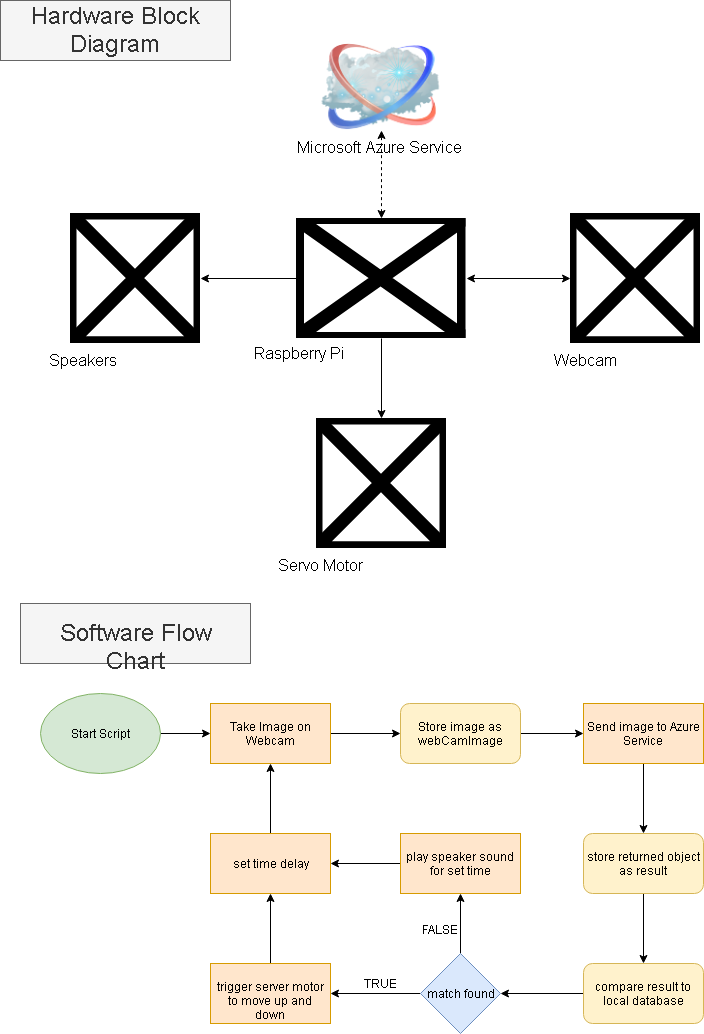 Hardware Block
Diagram
Microsoft Azure Service
Speakers
Raspberry Pi
Webcam
Servo Motor
Software Flow
Chart
Start Script
Take Image on
Webcam
Store image as
webCamImage
Send image to Azure
Service
set time delay
play speaker sound
for set time
store returned object
as result
FALSE
trigger server motor
to move up and
down
TRUE
match found
compare result to
local database